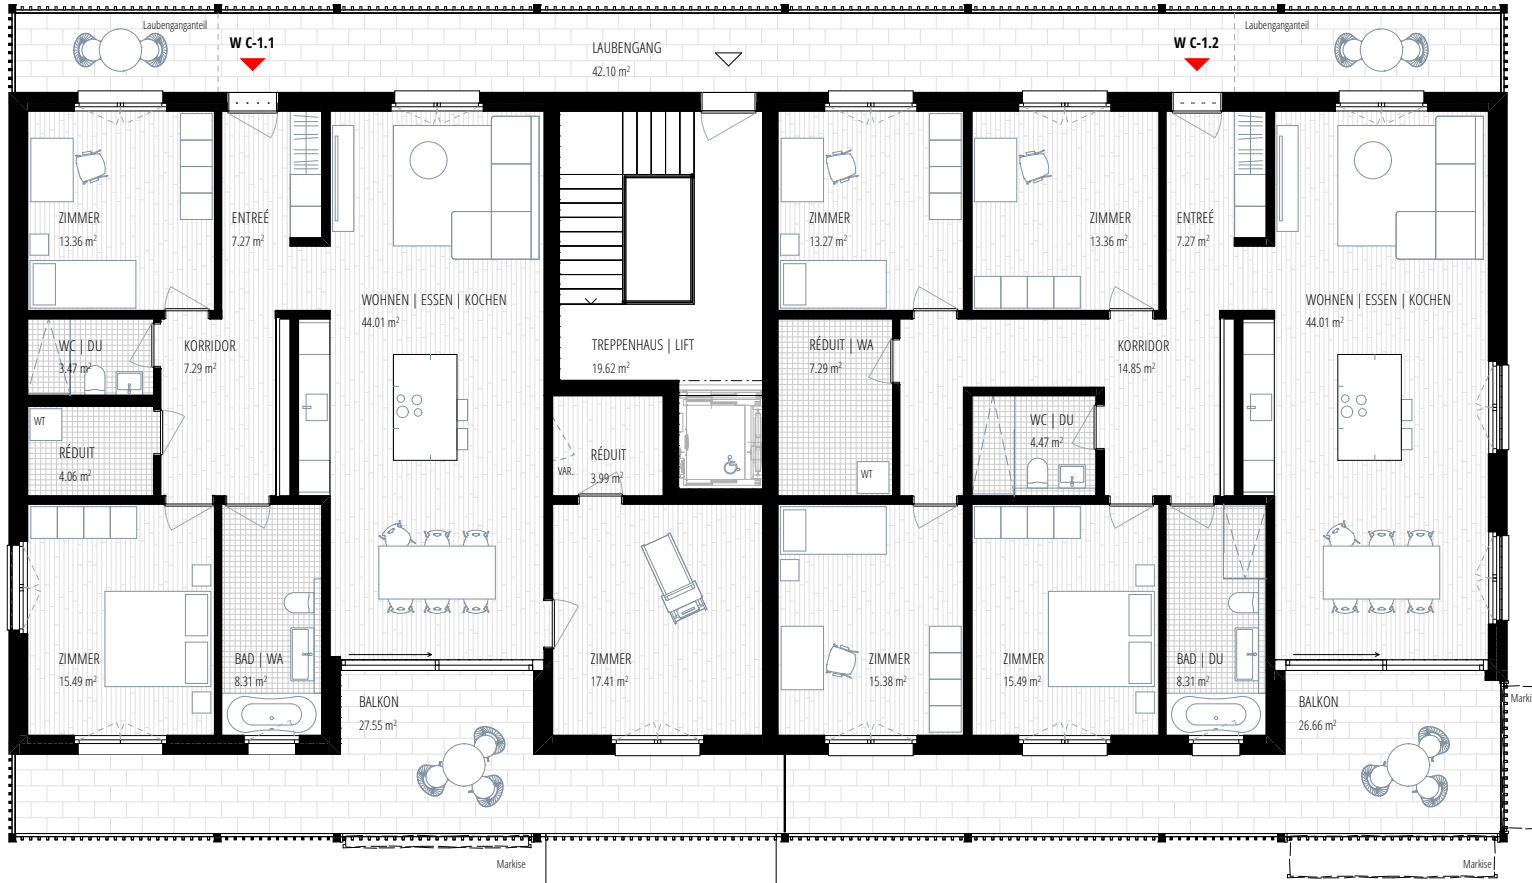 Laubenganganteil
W C-1.1
LAUBENGANG
42.10 m²
W C-1.2
Laubenganganteil
ZIMMER
13.36 m²
ENTREÉ
7.27 m²
ZIMMER
13.27 m²
ZIMMER
13.36 m²
ENTREÉ
7.27 m²
WOHNEN | ESSEN | KOCHEN
44.01 m²
WOHNEN | ESSEN | KOCHEN
44.01 m²
WC | DU
3.47 m²
KORRIDOR
7.29 m²
TREPPENHAUS | LIFT
19.62 m²
RÉDUIT | WA
7.29 m²
KORRIDOR
14.85 m²
WT
RÉDUIT
4.06 m²
VAR.
RÉDUIT
3.99 m²
WC | DU
4.47 m²
WT
ZIMMER
15.49 m²
BAD | WA
8.31 m²
ZIMMER
17.41 m²
ZIMMER
15.38 m²
ZIMMER
15.49 m²
BAD | DU
8.31 m²
BALKON
27.55 m²
BALKON
26.66 m²
Marki
Markise
Markise